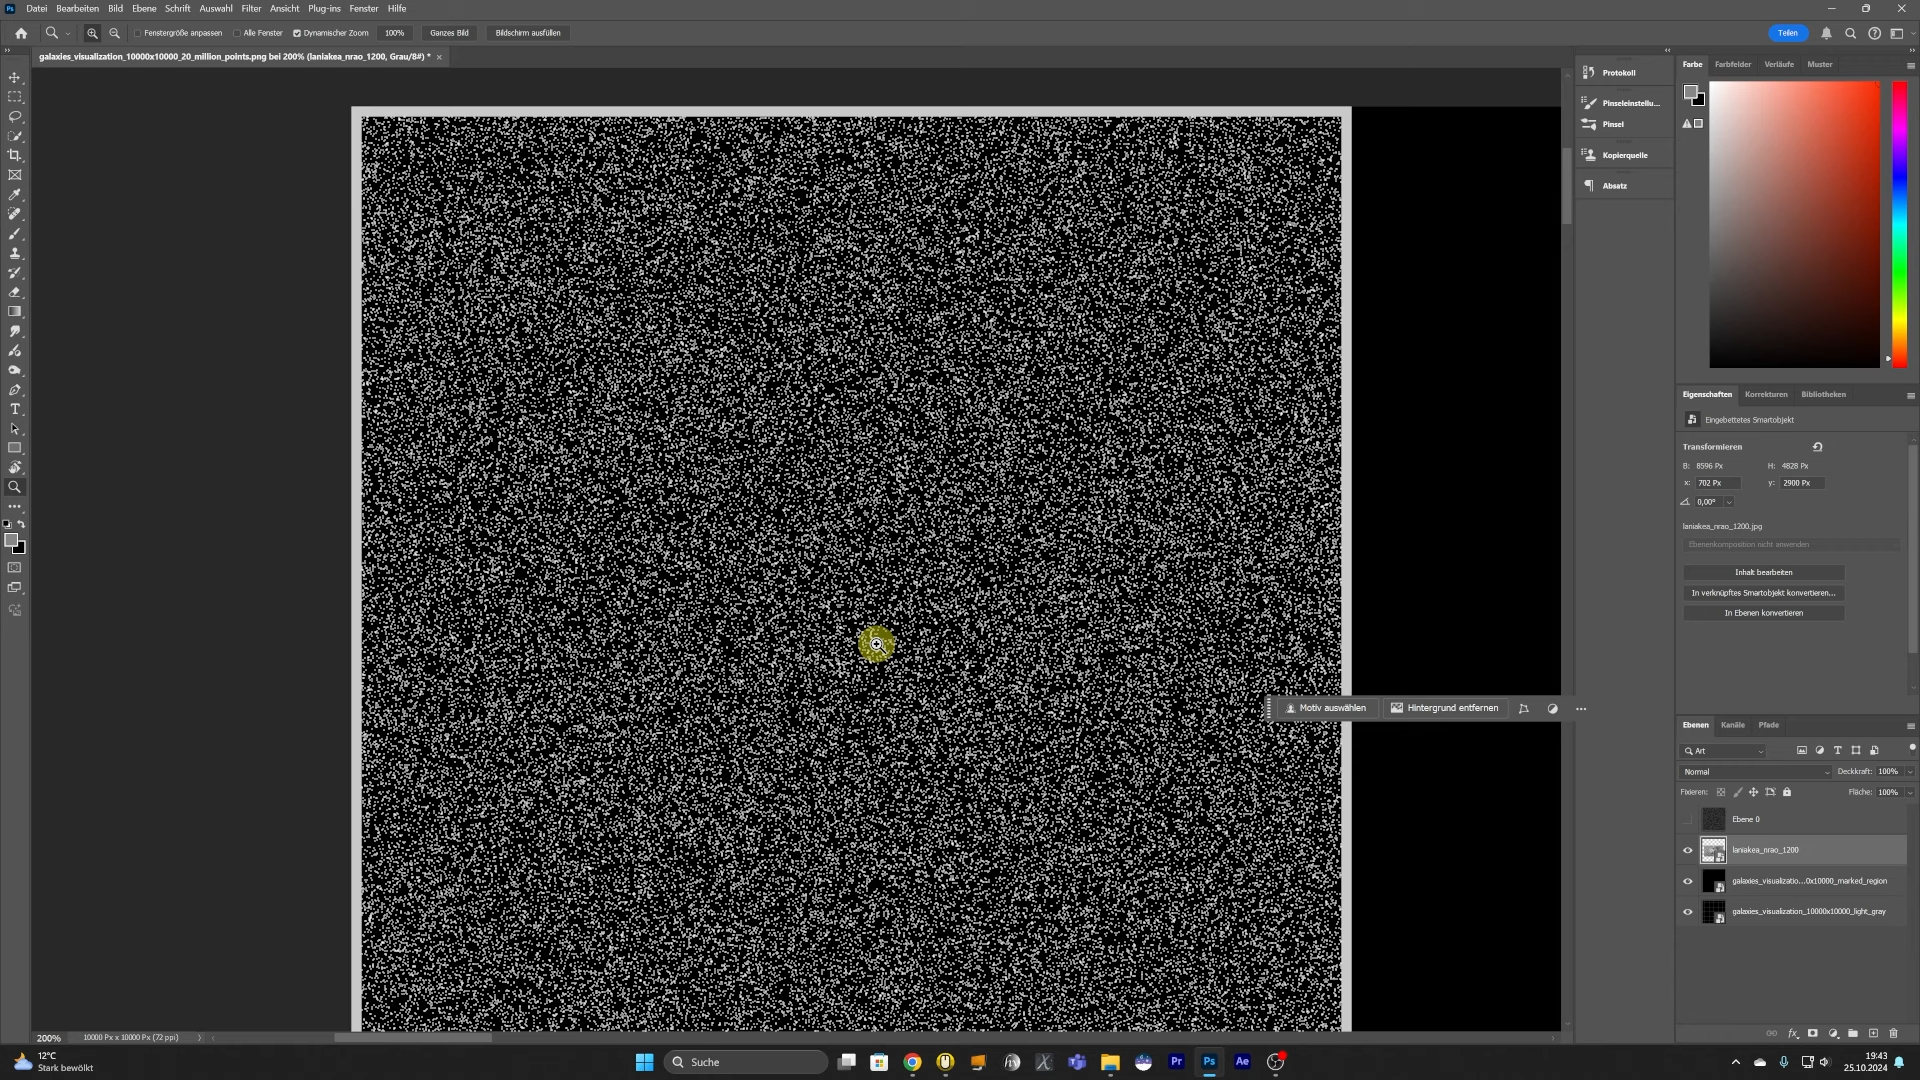 Datei Bearbeiten Bild Ebene Schrift Auswahl Filter Ansicht Plug-ins Fenster Hilfe
Fenstergröße anpassen Alle Fenster Dynamischer Zoom 100% Ganzes Bild Bildschirm ausfüllen Teilen
galaxies_visualization_10000x10000_20_million_points.png bei 200% (laniakea_nrao_1200, Grau/8#) *
Protokoll
Pinseleinstellu...
Pinsel
Kopierquelle
Absatz
Farbe Farbfelder Verläufe Muster
Eigenschaften Korrekturen Bibliotheken
Eingebettetes Smartobjekt
Transformieren
B: 8596 Px H: 4828 Px
x: 702 Px y: 2900 Px
0,00°
laniakea_nrao_1200.jpg
Ebenenkomposition nicht anwenden
Inhalt bearbeiten
In verknüpftes Smartobjekt konvertieren...
In Ebenen konvertieren
Motiv auswählen Hintergrund entfernen
Ebenen Kanäle Pfade
Art
Normal Deckkraft: 100%
Fixieren: Fläche: 100%
Ebene 0
laniakea_nrao_1200
galaxies_visualizatio...0x10000_marked_region
galaxies_visualization_10000x10000_light_gray
200% 10000 Px x 10000 Px (72 ppi)
12°C
Stark bewölkt
Suche
Pr Ps Ae
19:43
25.10.2024